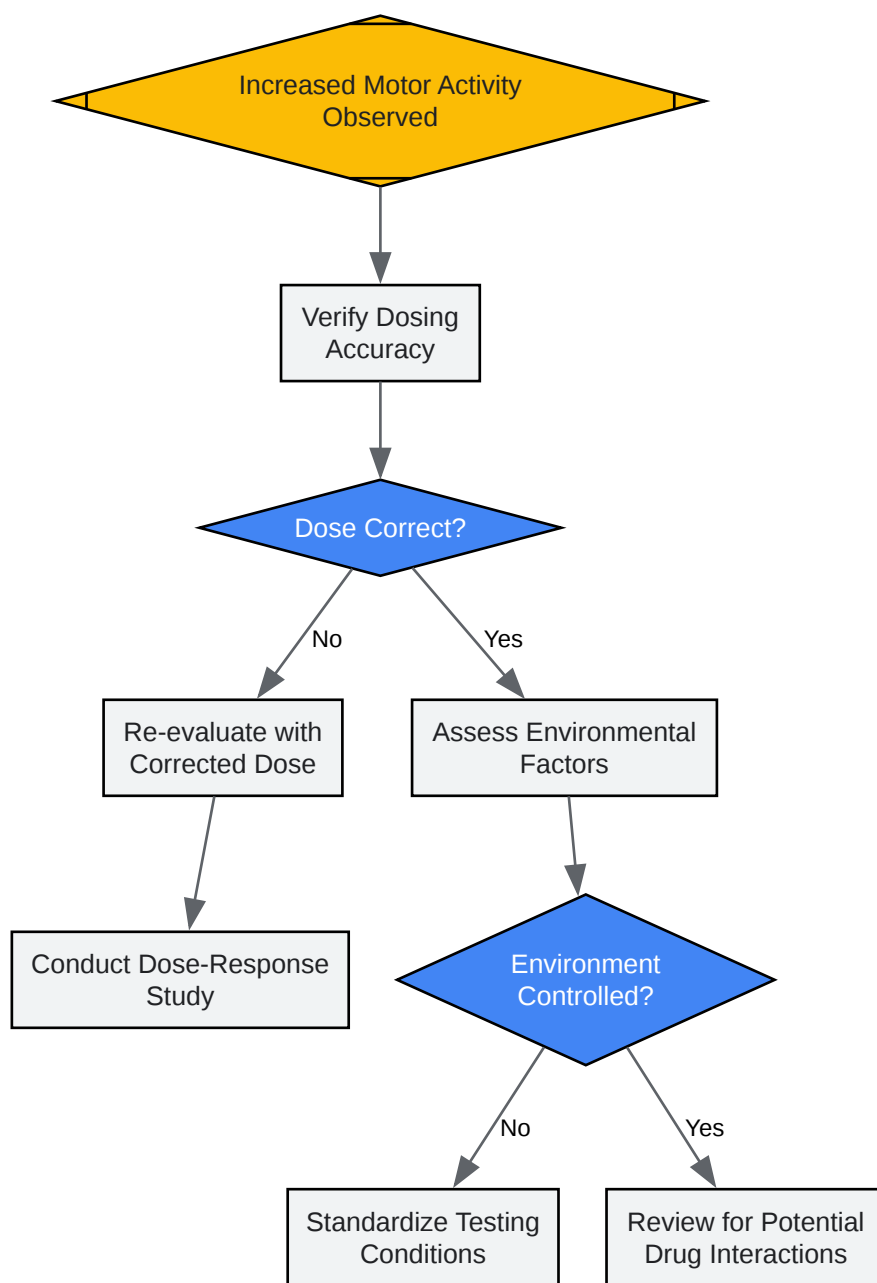 Increased Motor Activity
Observed
Verify Dosing
Accuracy
Dose Correct?
No
Yes
Re-evaluate with
Corrected Dose
Assess Environmental
Factors
Conduct Dose-Response
Study
Environment
Controlled?
No
Yes
Standardize Testing
Conditions
Review for Potential
Drug Interactions